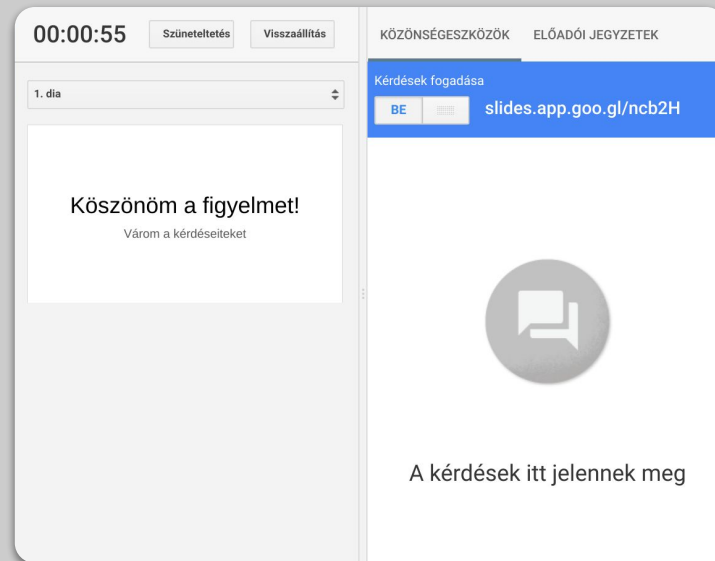 00:00:55
Szüneteltetés
Visszaállítás
1. dia
Köszönöm a figyelmet!
Várom a kérdéseiteket
KÖZÖNSÉGESZKÖZÖK
ELŐADÓI JEGYZETEK
Kérdések fogadása
BE
slides.app.goo.gl/ncb2H
A kérdések itt jelennek meg